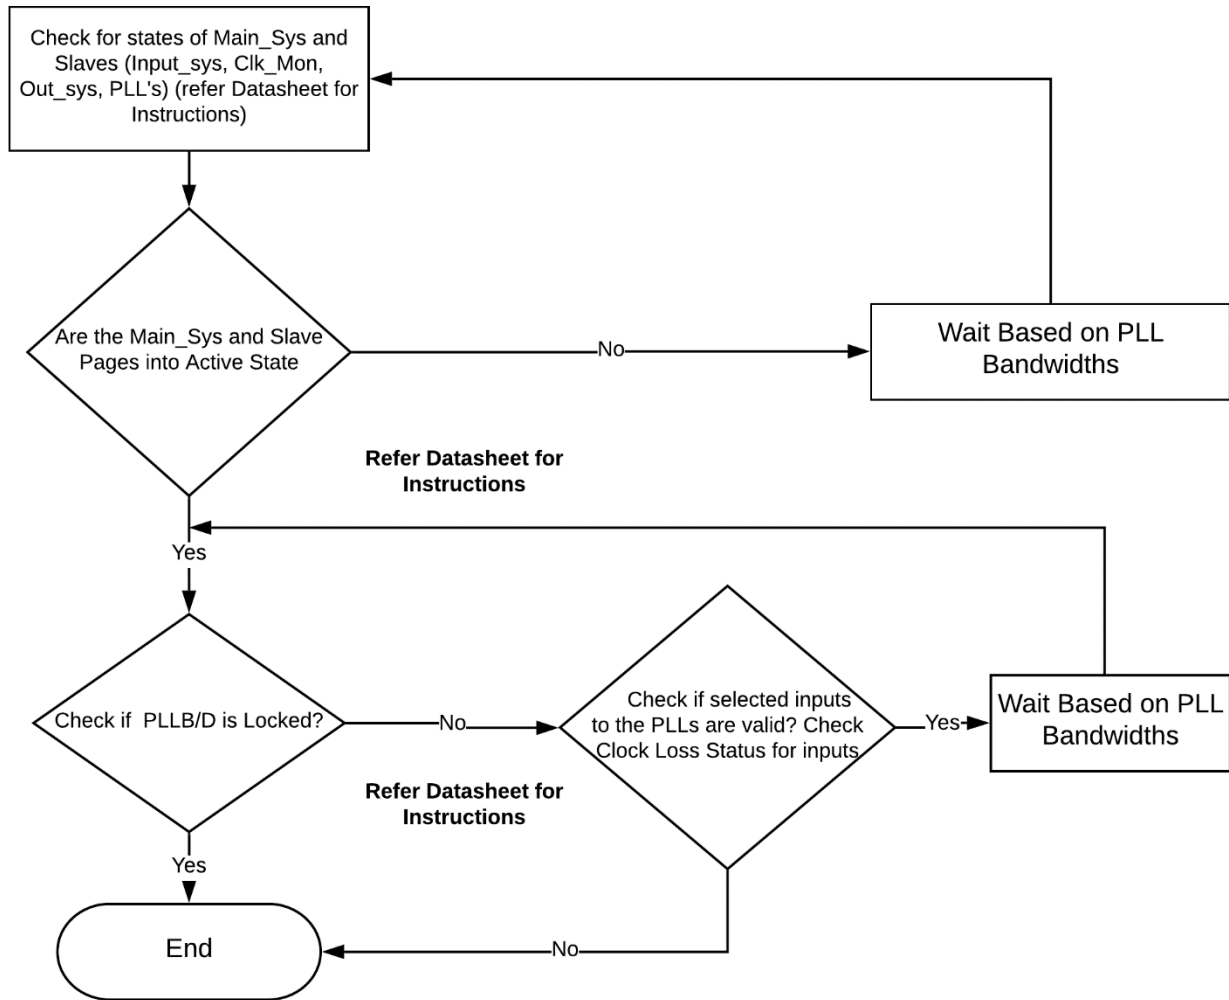 Check for states of Main_Sys and
Slaves (Input_sys, Clk_Mon,
Out_sys, PLL's) (refer Datasheet for
Instructions)
Are the Main_Sys and Slave
Pages into Active State
No
Wait Based on PLL
Bandwidths
Refer Datasheet for
Instructions
Yes
Check if PLLB/D is Locked?
No
Check if selected inputs
to the PLLs are valid? Check
Clock Loss Status for inputs
Yes
Wait Based on PLL
Bandwidths
Refer Datasheet for
Instructions
Yes
End
No